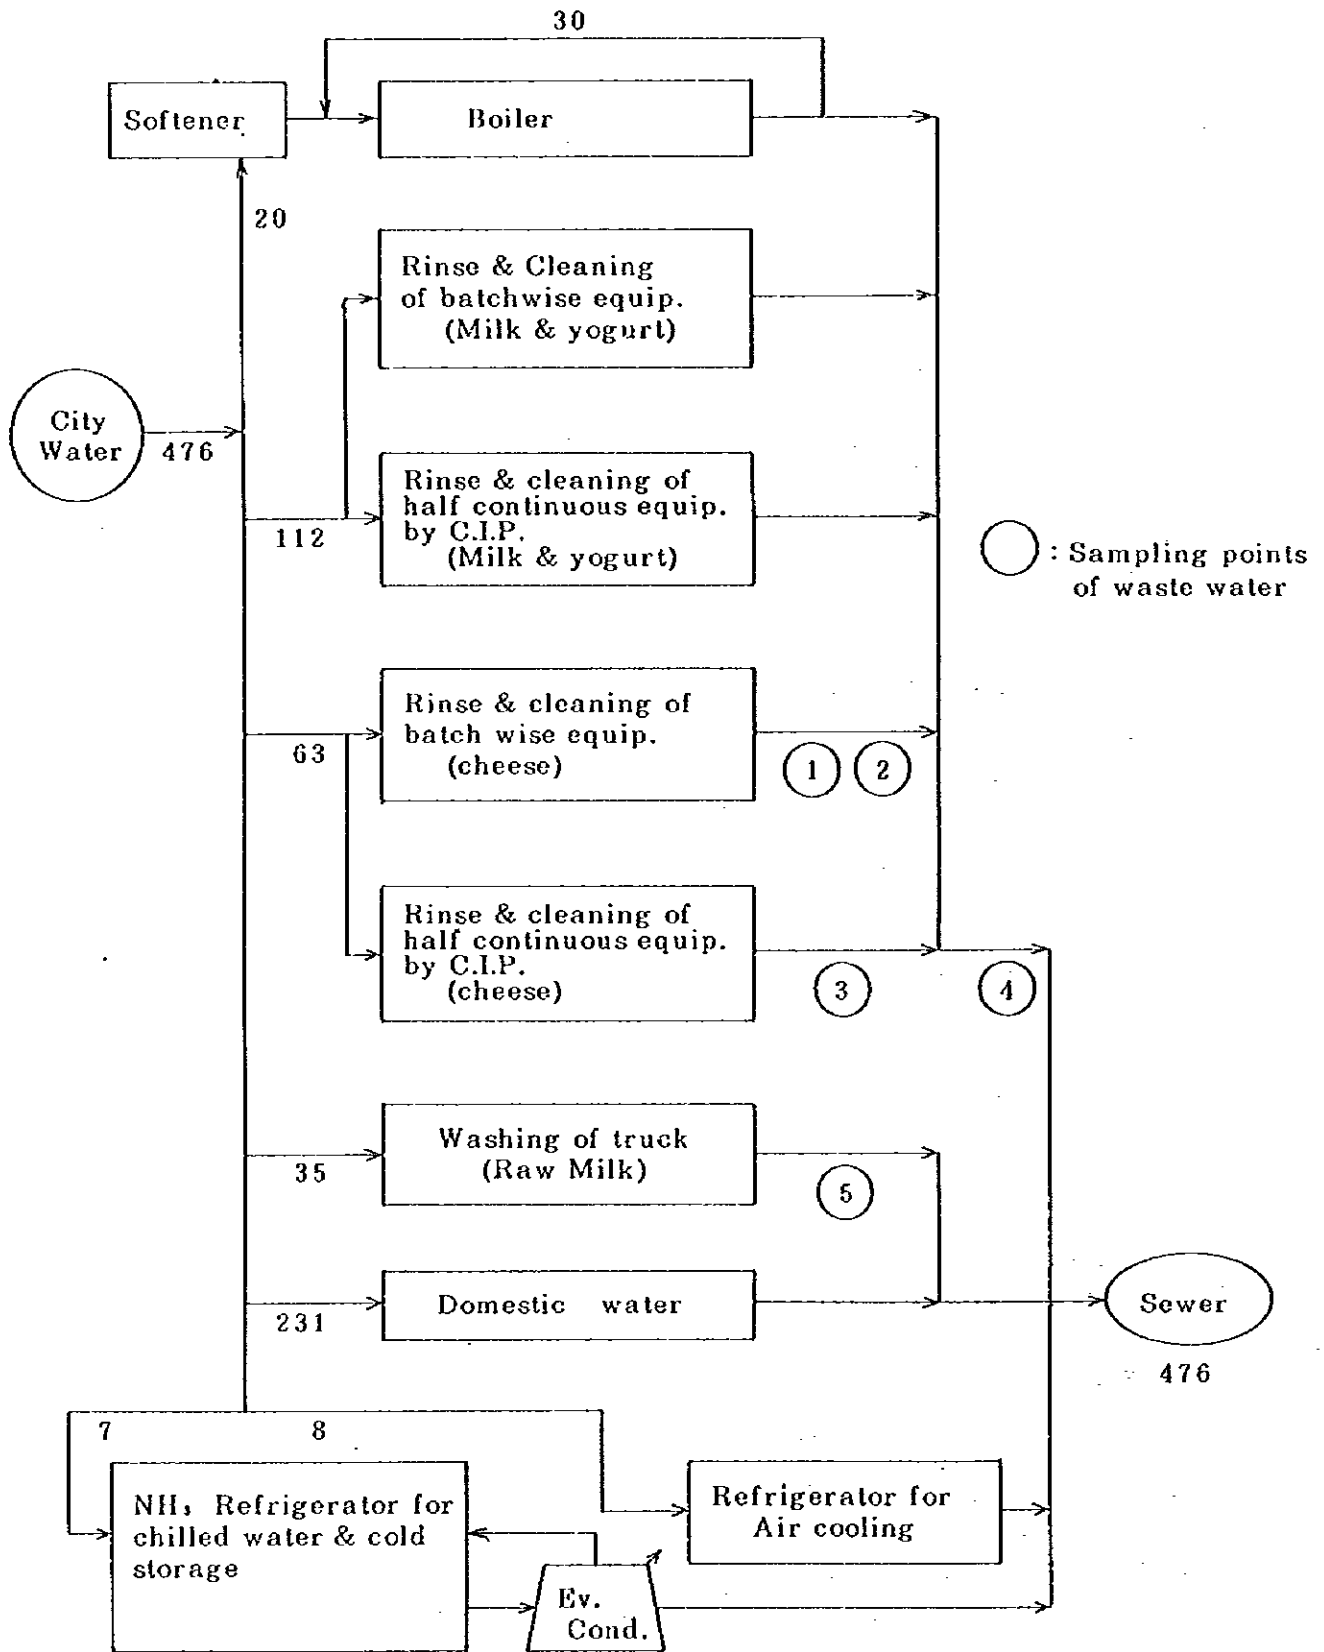 30
Softener
Boiler
20
Rinse & Cleaning
of batchwise equip.
(Milk & yogurt)
City
Water
476
Rinse & cleaning of
half continuous equip.
by C.I.P.
(Milk & yogurt)
112
: Sampling points
of waste water
Rinse & cleaning of
batch wise equip.
(cheese)
63
1
2
Rinse & cleaning of
half continuous equip.
by C.I.P.
(cheese)
3
4
Washing of truck
(Raw Milk)
35
5
Domestic water
231
Sewer
476
7
8
NH₃ Refrigerator for
chilled water & cold
storage
Refrigerator for
Air cooling
Ev.
Cond.